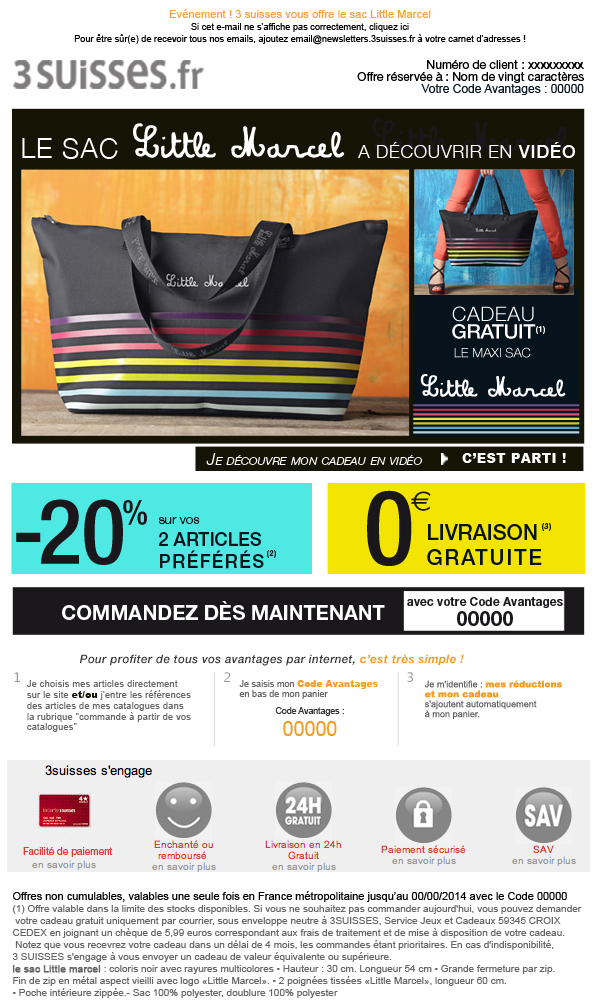 Evénement ! 3 suisses vous offre le sac Little Marcel
Si cet e-mail ne s'affiche pas correctement, cliquez ici
Pour être sûr(e) de recevoir tous nos emails, ajoutez email@newsletters.3suisses.fr à votre carnet d'adresses !
3SUISSES.fr
Numéro de client : xxxxxxxxx
Offre réservée à : Nom de vingt caractères
Votre Code Avantages : 00000
LE SAC Little Marcel A DÉCOUVRIR EN VIDÉO
Little Marcel
CADEAU
GRATUIT(1)
LE MAXI SAC
Little Marcel
JE DÉCOUVRE MON CADEAU EN VIDÉO C'EST PARTI !
-20% sur vos
2 ARTICLES
PRÉFÉRÉS(2)
0€ LIVRAISON(3)
GRATUITE
COMMANDEZ DÈS MAINTENANT
avec votre Code Avantages
00000
Pour profiter de tous vos avantages par internet, c'est très simple !
1 Je choisis mes articles directement
sur le site et/ou j'entre les références
des articles de mes catalogues dans
la rubrique "commande à partir de vos
catalogues"
2 Je saisis mon Code Avantages
en bas de mon panier
Code Avantages :
00000
3 Je m'identifie : mes réductions
et mon cadeau
s'ajoutent automatiquement
à mon panier.
3suisses s'engage
Facilité de paiement
en savoir plus
Enchanté ou
remboursé
en savoir plus
24H
GRATUIT
Livraison en 24h
Gratuit
en savoir plus
Paiement sécurisé
en savoir plus
SAV
SAV
en savoir plus
Offres non cumulables, valables une seule fois en France métropolitaine jusqu'au 00/00/2014 avec le Code 00000
(1) Offre valable dans la limite des stocks disponibles. Si vous ne souhaitez pas commander aujourd'hui, vous pouvez demander
votre cadeau gratuit uniquement par courrier, sous enveloppe neutre à 3SUISSES, Service Jeux et Cadeaux 59345 CROIX
CEDEX en joignant un chèque de 5,99 euros correspondant aux frais de traitement et de mise à disposition de votre cadeau.
Notez que vous recevrez votre cadeau dans un délai de 4 mois, les commandes étant prioritaires. En cas d'indisponibilité,
3 SUISSES s'engage à vous envoyer un cadeau de valeur équivalente ou supérieure.
le sac Little marcel : coloris noir avec rayures multicolores • Hauteur : 30 cm. Longueur 54 cm • Grande fermeture par zip.
Fin de zip en métal aspect vieilli avec logo «Little Marcel». • 2 poignées tissées «Little Marcel», longueur 60 cm.
• Poche intérieure zippée.- Sac 100% polyester, doublure 100% polyester